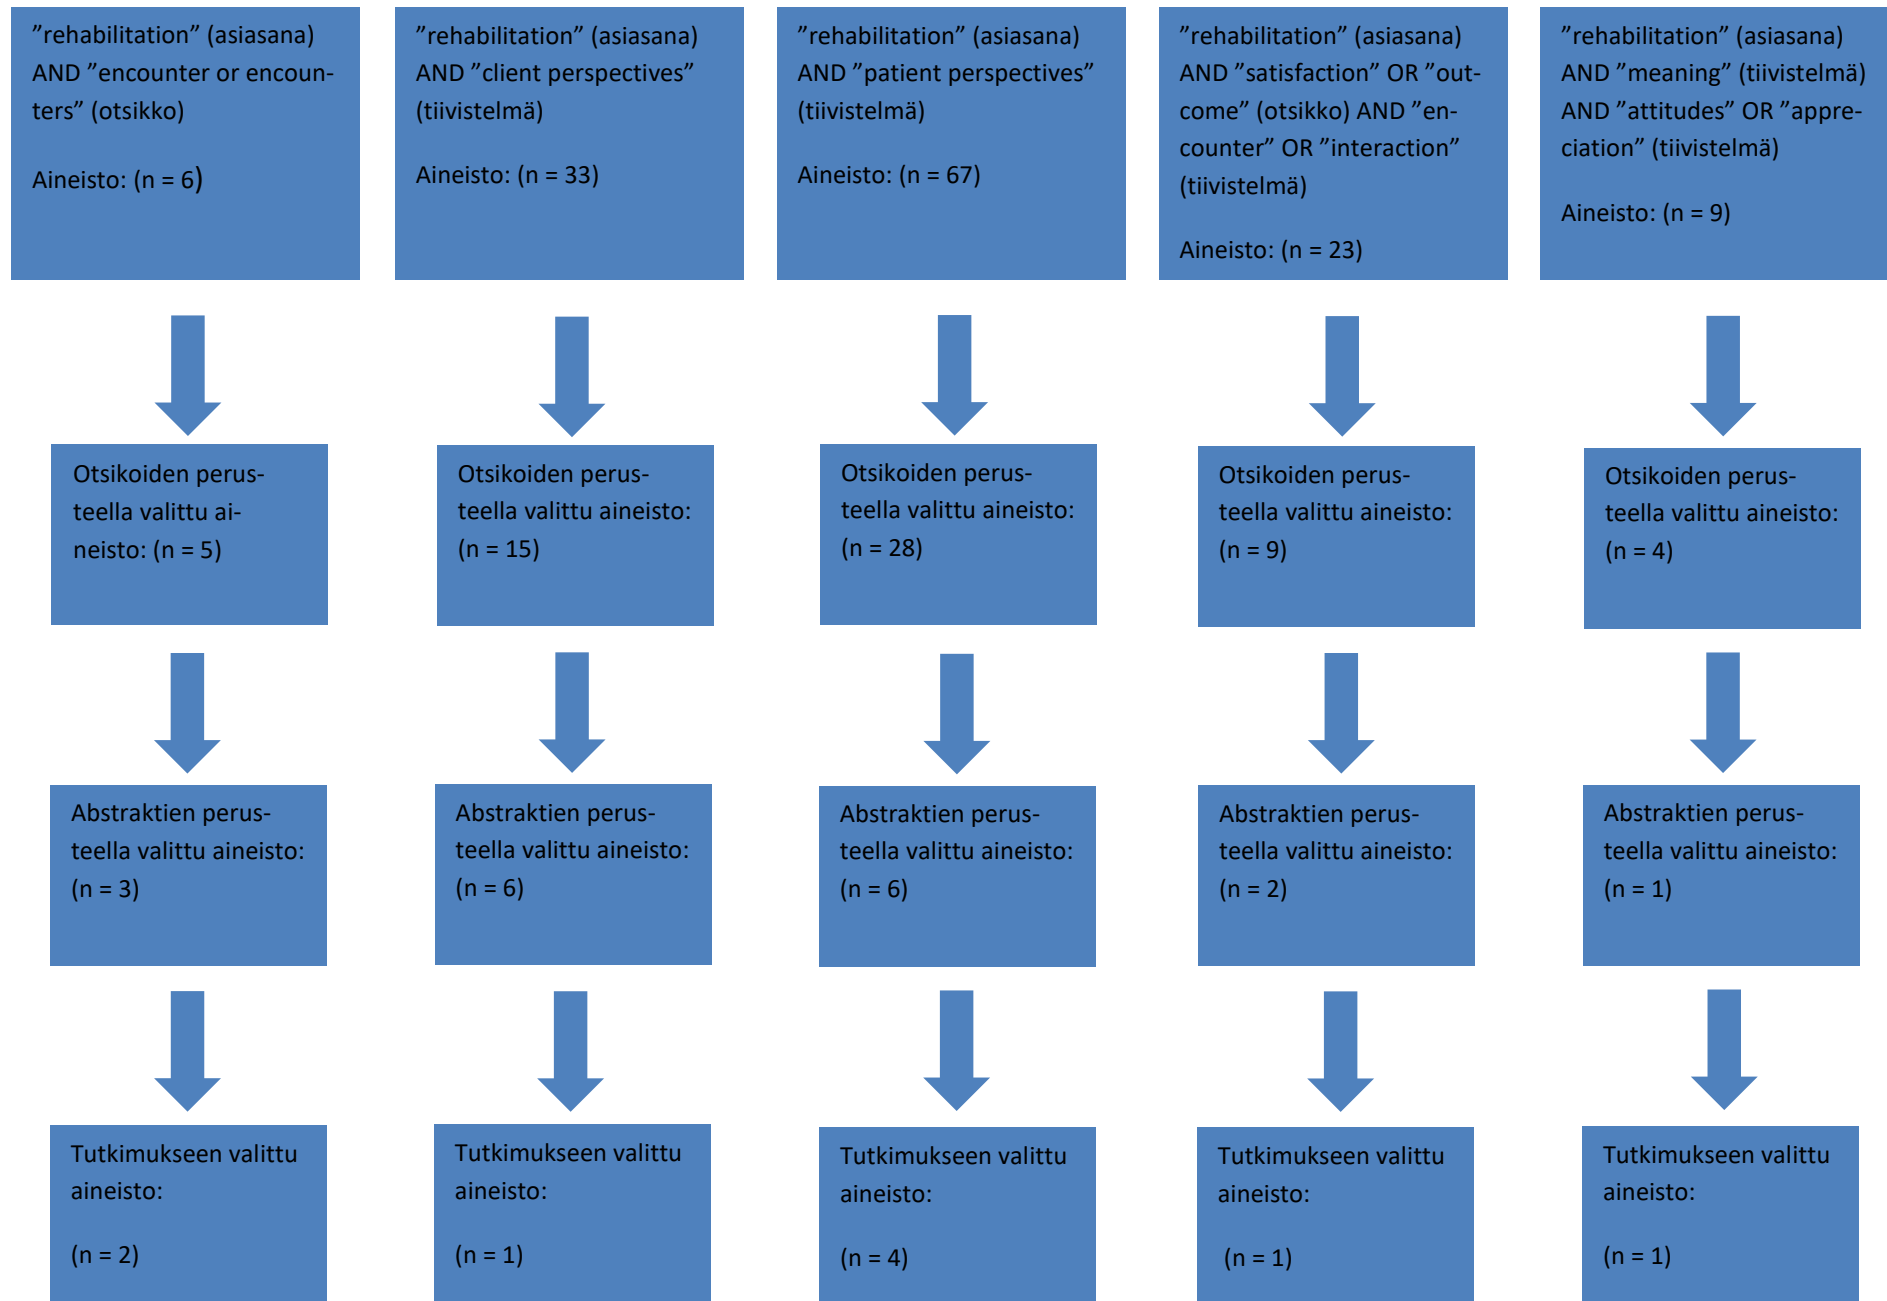 ”rehabilitation” (asiasana)
AND ”encounter or encoun-
ters” (otsikko)
Aineisto: (n = 6)
”rehabilitation” (asiasana)
AND ”client perspectives”
(tiivistelmä)
Aineisto: (n = 33)
”rehabilitation” (asiasana)
AND ”patient perspectives”
(tiivistelmä)
Aineisto: (n = 67)
”rehabilitation” (asiasana)
AND ”satisfaction” OR ”out-
come” (otsikko) AND ”en-
counter” OR ”interaction”
(tiivistelmä)
Aineisto: (n = 23)
”rehabilitation” (asiasana)
AND ”meaning” (tiivistelmä)
AND ”attitudes” OR ”appre-
ciation” (tiivistelmä)
Aineisto: (n = 9)
Otsikoiden perus-
teella valittu ai-
neisto: (n = 5)
Otsikoiden perus-
teella valittu aineisto:
(n = 15)
Otsikoiden perus-
teella valittu aineisto:
(n = 28)
Otsikoiden perus-
teella valittu aineisto:
(n = 9)
Otsikoiden perus-
teella valittu aineisto:
(n = 4)
Abstraktien perus-
teella valittu aineisto:
(n = 3)
Abstraktien perus-
teella valittu aineisto:
(n = 6)
Abstraktien perus-
teella valittu aineisto:
(n = 6)
Abstraktien perus-
teella valittu aineisto:
(n = 2)
Abstraktien perus-
teella valittu aineisto:
(n = 1)
Tutkimukseen valittu
aineisto:
(n = 2)
Tutkimukseen valittu
aineisto:
(n = 1)
Tutkimukseen valittu
aineisto:
(n = 4)
Tutkimukseen valittu
aineisto:
(n = 1)
Tutkimukseen valittu
aineisto:
(n = 1)